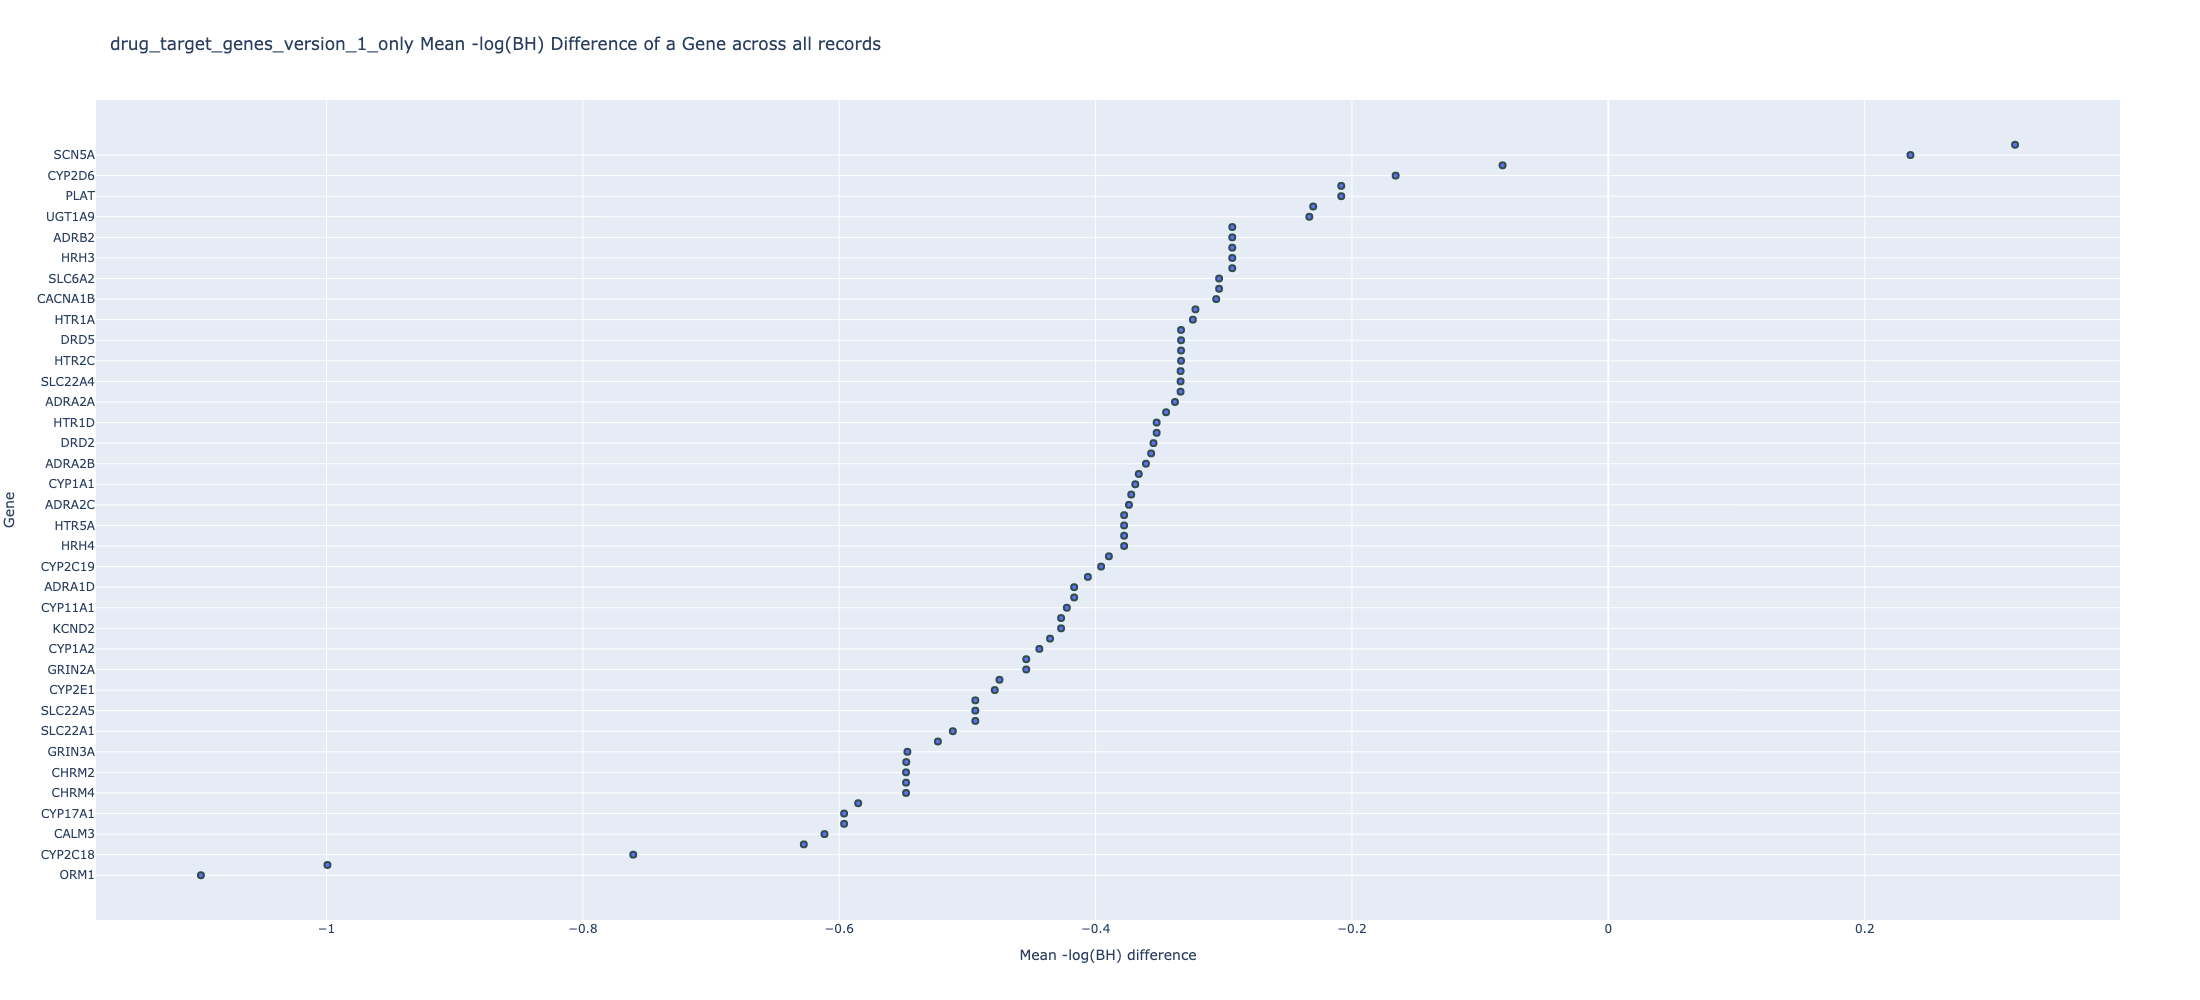 drug_target_genes_version_1_only Mean -log(BH) Difference of a Gene across all records
SCN5A
CYP2D6
PLAT
UGT1A9
ADRB2
HRH3
SLC6A2
CACNA1B
HTR1A
DRD5
HTR2C
SLC22A4
ADRA2A
HTR1D
DRD2
ADRA2B
CYP1A1
ADRA2C
HTR5A
HRH4
CYP2C19
ADRA1D
CYP11A1
KCND2
CYP1A2
GRIN2A
CYP2E1
SLC22A5
SLC22A1
GRIN3A
CHRM2
CHRM4
CYP17A1
CALM3
CYP2C18
ORM1
Gene
−1 −0.8 −0.6 −0.4 −0.2 0 0.2
Mean -log(BH) difference